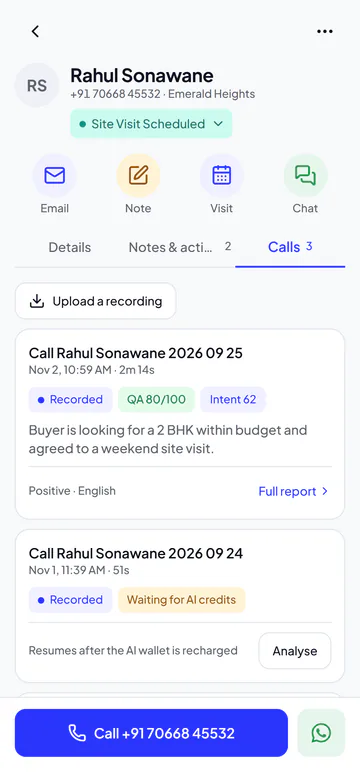 RS
Rahul Sonawane
+91 70668 45532 · Emerald Heights
Site Visit Scheduled
Email Note Visit Chat
Details Notes & acti... 2 Calls 3
Upload a recording
Call Rahul Sonawane 2026 09 25
Nov 2, 10:59 AM · 2m 14s
Recorded QA 80/100 Intent 62
Buyer is looking for a 2 BHK within budget and
agreed to a weekend site visit.
Positive · English Full report
Call Rahul Sonawane 2026 09 24
Nov 1, 11:39 AM · 51s
Recorded Waiting for AI credits
Resumes after the AI wallet is recharged Analyse
Call +91 70668 45532